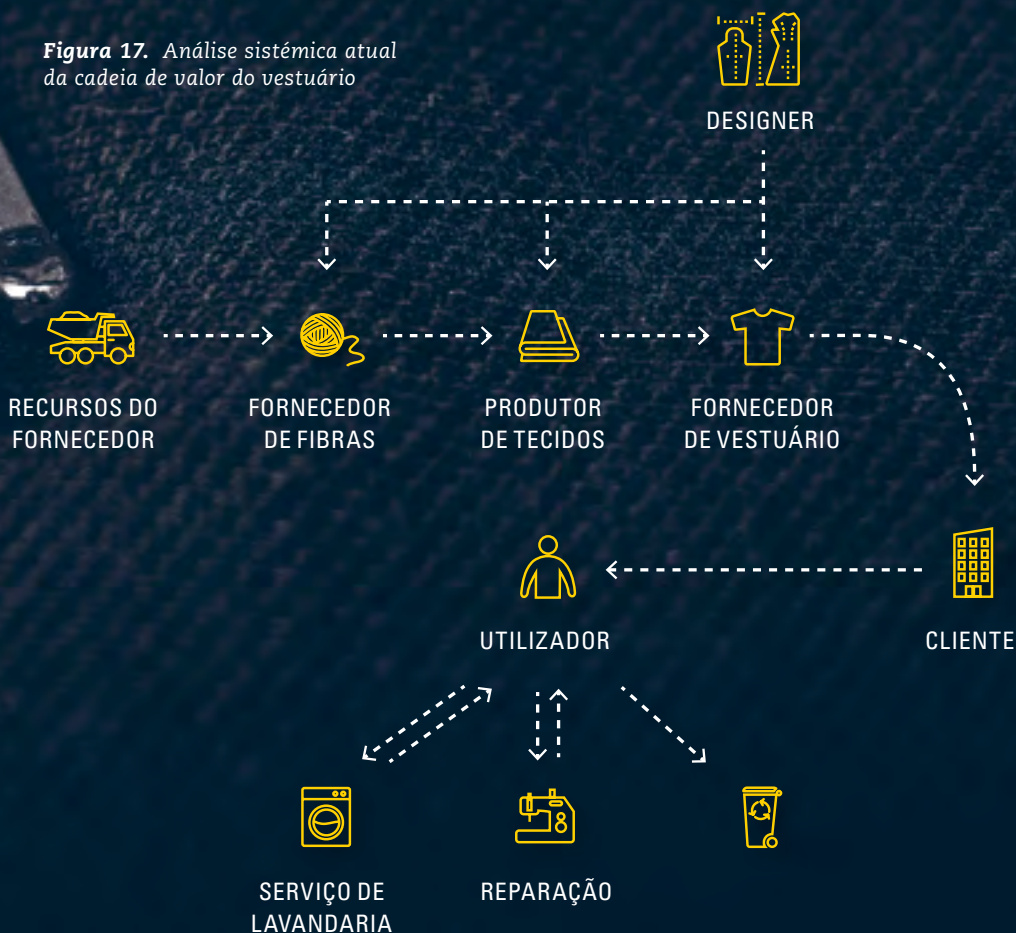 Figura 17. Análise sistémica atual
da cadeia de valor do vestuário
DESIGNER
RECURSOS DO
FORNECEDOR
FORNECEDOR
DE FIBRAS
PRODUTOR
DE TECIDOS
FORNECEDOR
DE VESTUÁRIO
UTILIZADOR
CLIENTE
SERVIÇO DE
LAVANDARIA
REPARAÇÃO